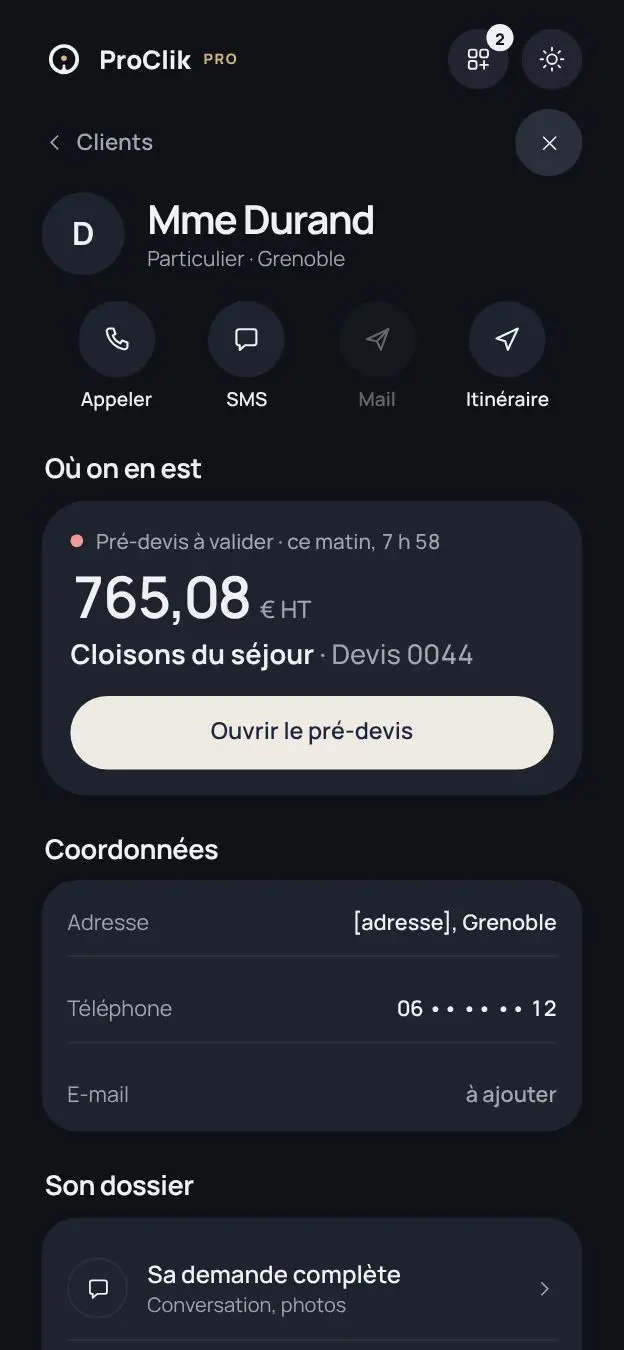 ProClik PRO
2
Clients
D
Mme Durand
Particulier · Grenoble
Appeler
SMS
Mail
Itinéraire
Où on en est
Pré-devis à valider · ce matin, 7 h 58
765,08 € HT
Cloisons du séjour · Devis 0044
Ouvrir le pré-devis
Coordonnées
Adresse
[adresse], Grenoble
Téléphone
06 •• •• •• 12
E-mail
à ajouter
Son dossier
Sa demande complète
Conversation, photos